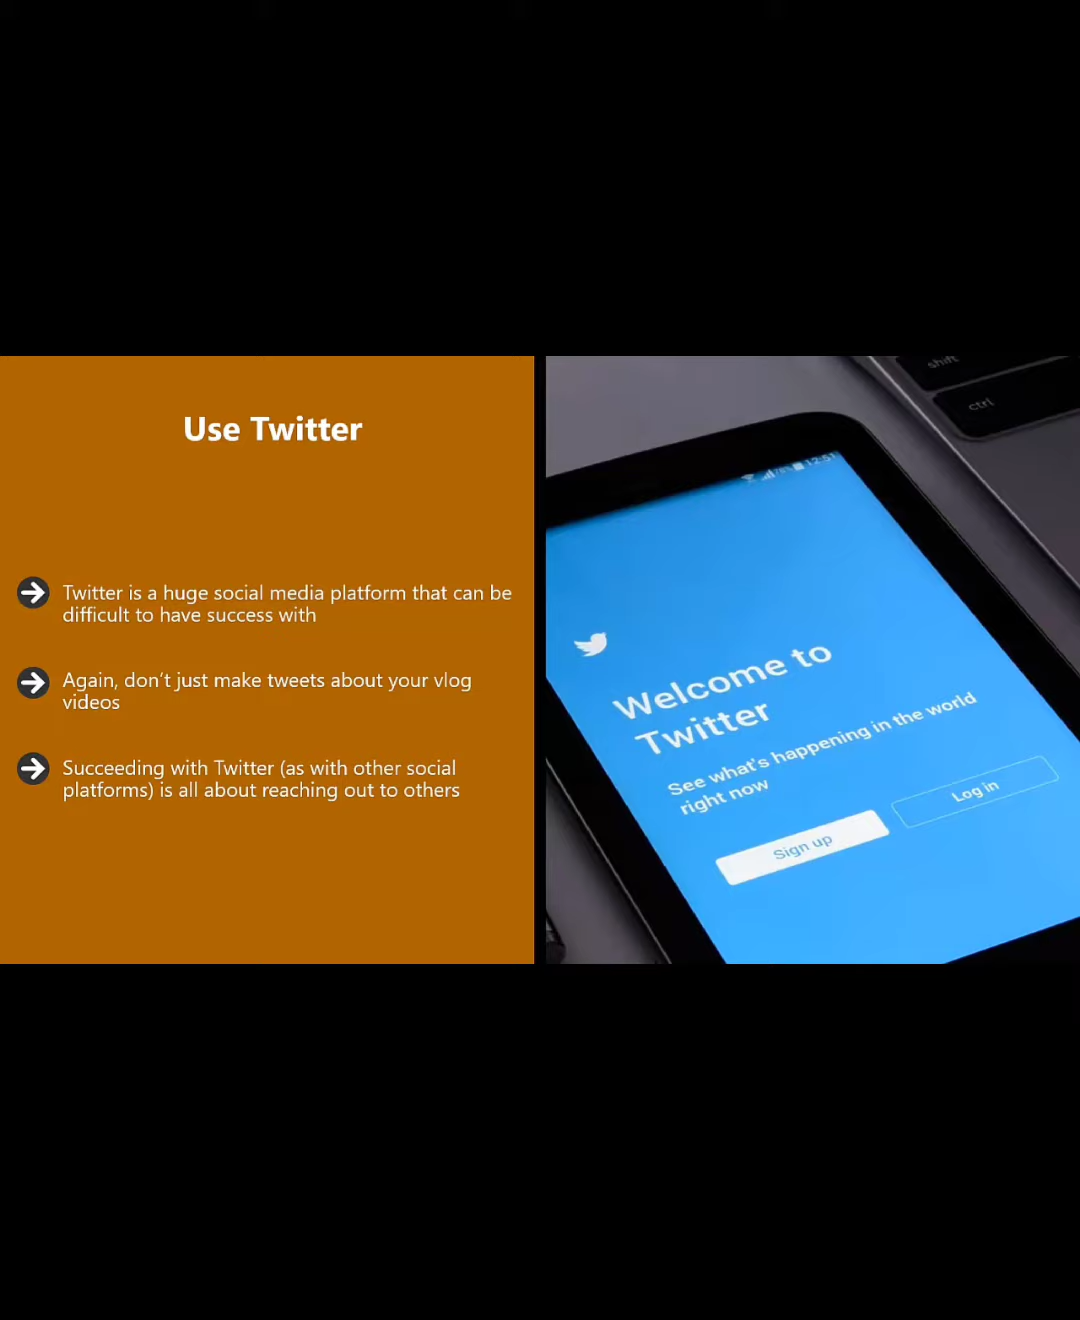 Use Twitter
Twitter is a huge social media platform that can be
difficult to have success with
Again, don't just make tweets about your vlog
videos
Succeeding with Twitter (as with other social
platforms) is all about reaching out to others
shift
ctrl
12:51
Welcome to
Twitter
See what's happening in the world
right now
Sign up
Log in